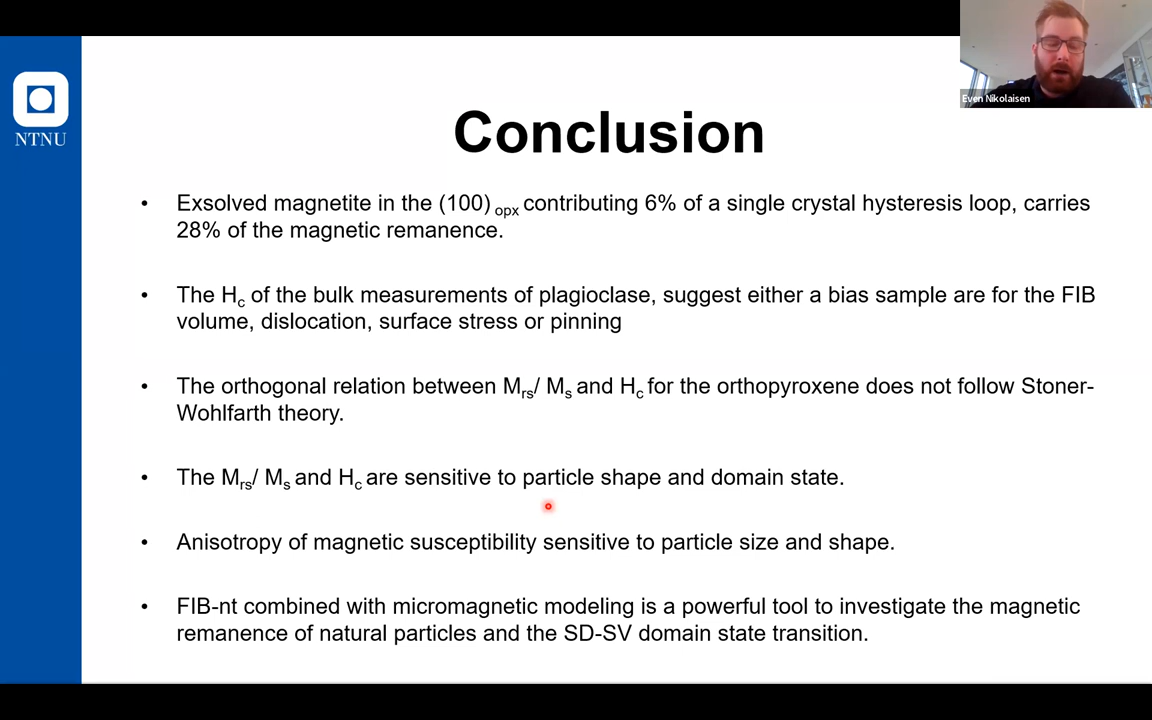 Even Nikolaisen
NTNU
Conclusion
• Exsolved magnetite in the (100) opx contributing 6% of a single crystal hysteresis loop, carries
28% of the magnetic remanence.
• The Hc of the bulk measurements of plagioclase, suggest either a bias sample are for the FIB
volume, dislocation, surface stress or pinning
• The orthogonal relation between Mrs/ Ms and Hc for the orthopyroxene does not follow Stoner-
Wohlfarth theory.
• The Mrs/ Ms and Hc are sensitive to particle shape and domain state.
• Anisotropy of magnetic susceptibility sensitive to particle size and shape.
• FIB-nt combined with micromagnetic modeling is a powerful tool to investigate the magnetic
remanence of natural particles and the SD-SV domain state transition.